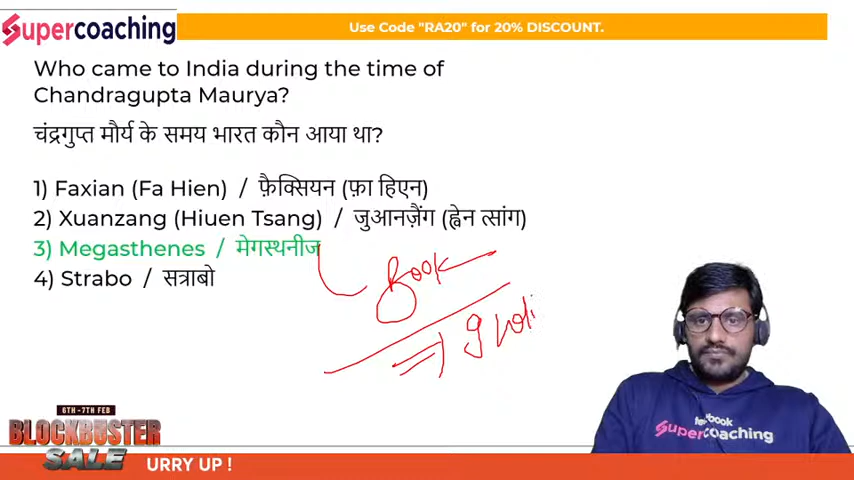 Supercoaching
Use Code "RA20" for 20% DISCOUNT.
Who came to India during the time of
Chandragupta Maurya?
चंद्रगुप्त मौर्य के समय भारत कौन आया था?
1) Faxian (Fa Hien) / फ़ैक्सियन (फ़ा हिएन)
2) Xuanzang (Hiuen Tsang) / जुआनज़ैंग (ह्वेन त्सांग)
3) Megasthenes / मेगस्थनीज
4) Strabo / सत्राबो
Book
⇒ Indi
testbook
Supercoaching
6TH -7TH FEB
BLOCKBUSTER
SALE
URRY UP !